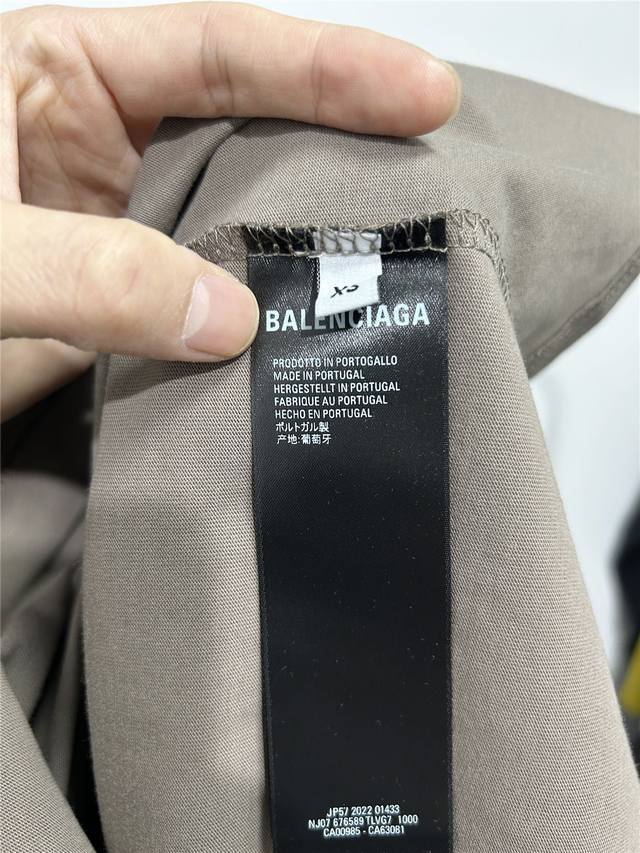 XS
BALENCIAGA
PRODOTTO IN PORTOGALLO
MADE IN PORTUGAL
HERGESTELLT IN PORTUGAL
FABRIQUE AU PORTUGAL
HECHO EN PORTUGAL
ポルトガル製
产地:葡萄牙
JP57 2022 01433
NJ07 676589 TLVG7 1000
CA00985 - CA63081